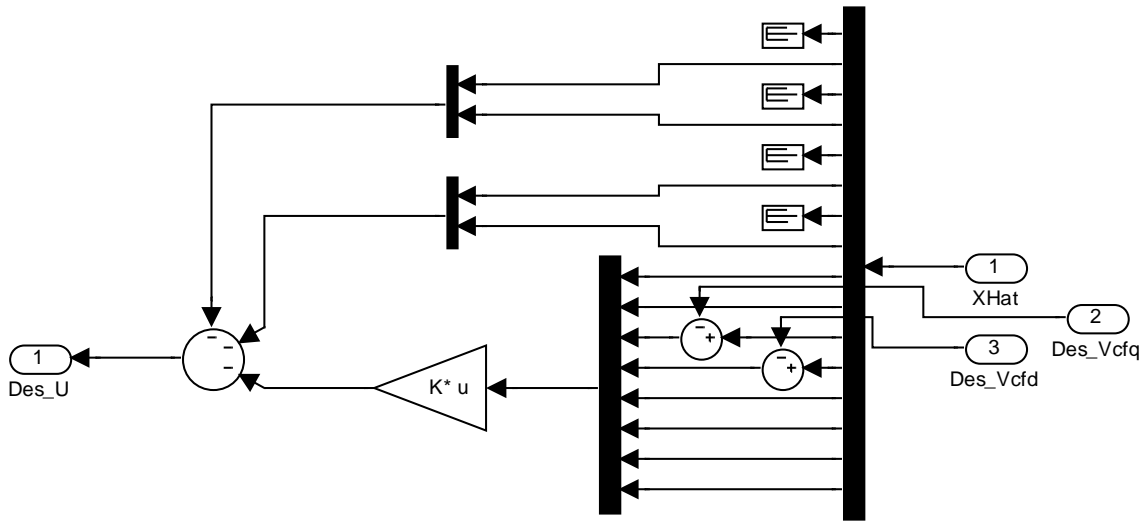 1
XHat
2
Des_Vcfq
3
Des_Vcfd
1
Des_U
K* u